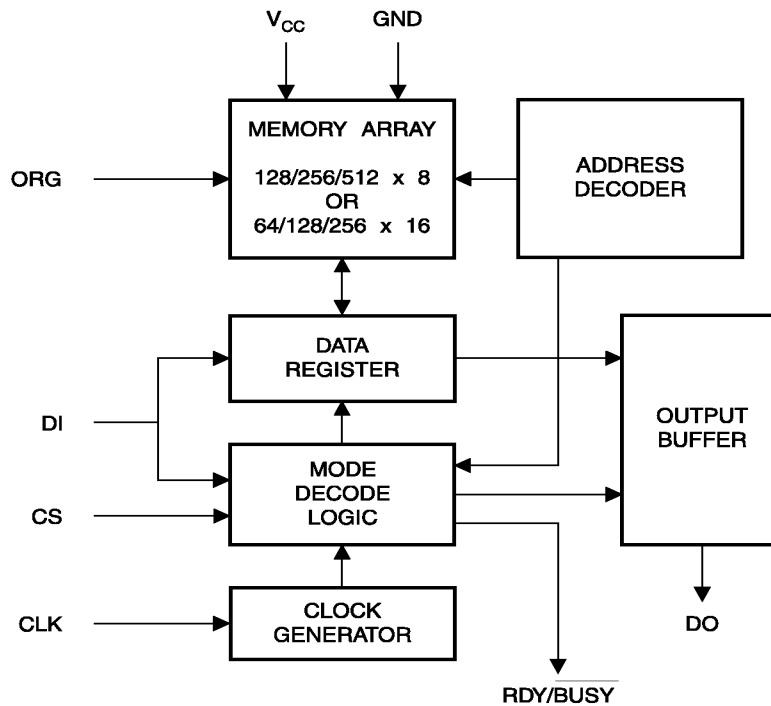 VCC
GND
MEMORY ARRAY
128/256/512 x 8
OR
64/128/256 x 16
ADDRESS
DECODER
ORG
DATA
REGISTER
DI
OUTPUT
BUFFER
MODE
DECODE
LOGIC
CS
CLK
CLOCK
GENERATOR
DO
RDY/B̅U̅S̅Y̅